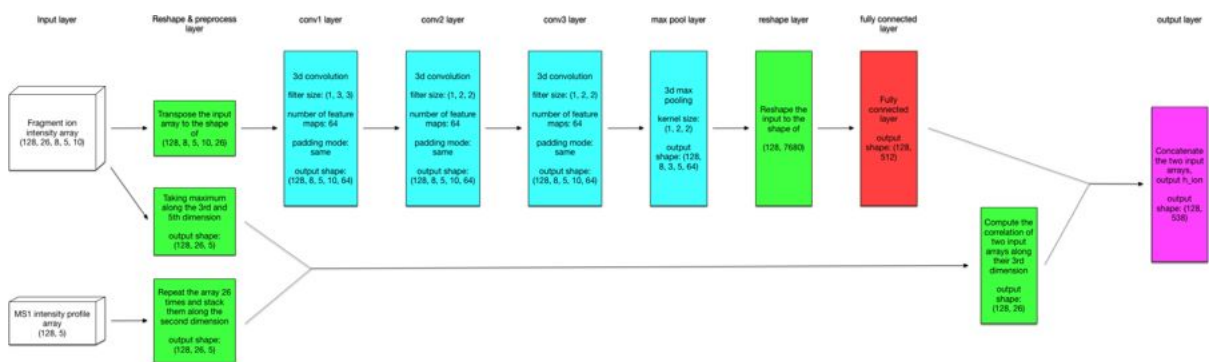 Input layer
Reshape & preprocess
layer
conv1 layer
conv2 layer
conv3 layer
max pool layer
reshape layer
fully connected
layer
output layer
Fragment ion
intensity array
(128, 26, 8, 5, 10)
Transpose the input
array to the shape
of
(128, 8, 5, 10, 26)
3d convolution
filter size: (1, 3, 3)
number of feature
maps: 64
padding mode:
same
output shape:
(128, 8, 5, 10, 64)
3d convolution
filter size: (1, 2, 2)
number of feature
maps: 64
padding mode:
same
output shape:
(128, 8, 5, 10, 64)
3d convolution
filter size: (1, 2, 2)
number of feature
maps: 64
padding mode:
same
output shape:
(128, 8, 5, 10, 64)
3d max
pooling
kernel size:
(1, 2, 2)
output
shape: (128,
8, 3, 5, 64)
Reshape the
input to the
shape of
(128, 7680)
Fully
connected
layer
output
shape: (128,
512)
Taking maximum
along the 3rd and
5th dimension
output shape:
(128, 26, 5)
MS1 intensity profile
array
(128, 5)
Repeat the array 26
times and stack
them along the
second dimension
output shape:
(128, 26, 5)
Compute the
correlation of
two input
arrays along
their 3rd
dimension
output
shape:
(128, 26)
Concatenate
the two input
arrays,
output h_ion
output
shape: (128,
538)